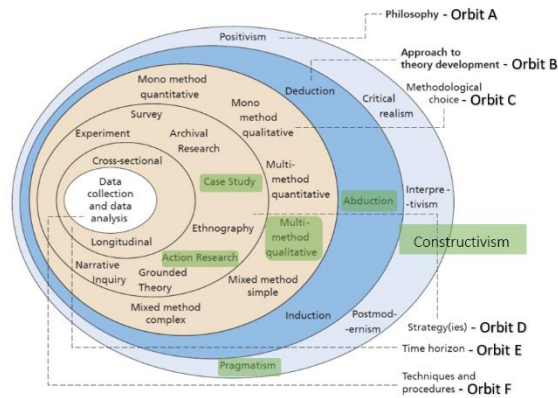 Philosophy - Orbit A
Positivism
Approach to
theory development - Orbit B
Mono method
quantitative
Deduction
Methodological
choice - Orbit C
Survey
Mono
method
qualitative
Critical
realism
Experiment
Archival
Research
Cross-sectional
Multi-
method
quantitative
Data
collection
and data
analysis
Case Study
Abduction
Interpre-
-tivism
Longitudinal
Ethnography
Multi-
method
qualitative
Constructivism
Narrative
Inquiry
Action Research
Grounded
Theory
Mixed method
simple
Mixed method
complex
Induction
Postmod-
-ernism
Strategy(ies) - Orbit D
Time horizon - Orbit E
Pragmatism
Techniques and
procedures - Orbit F